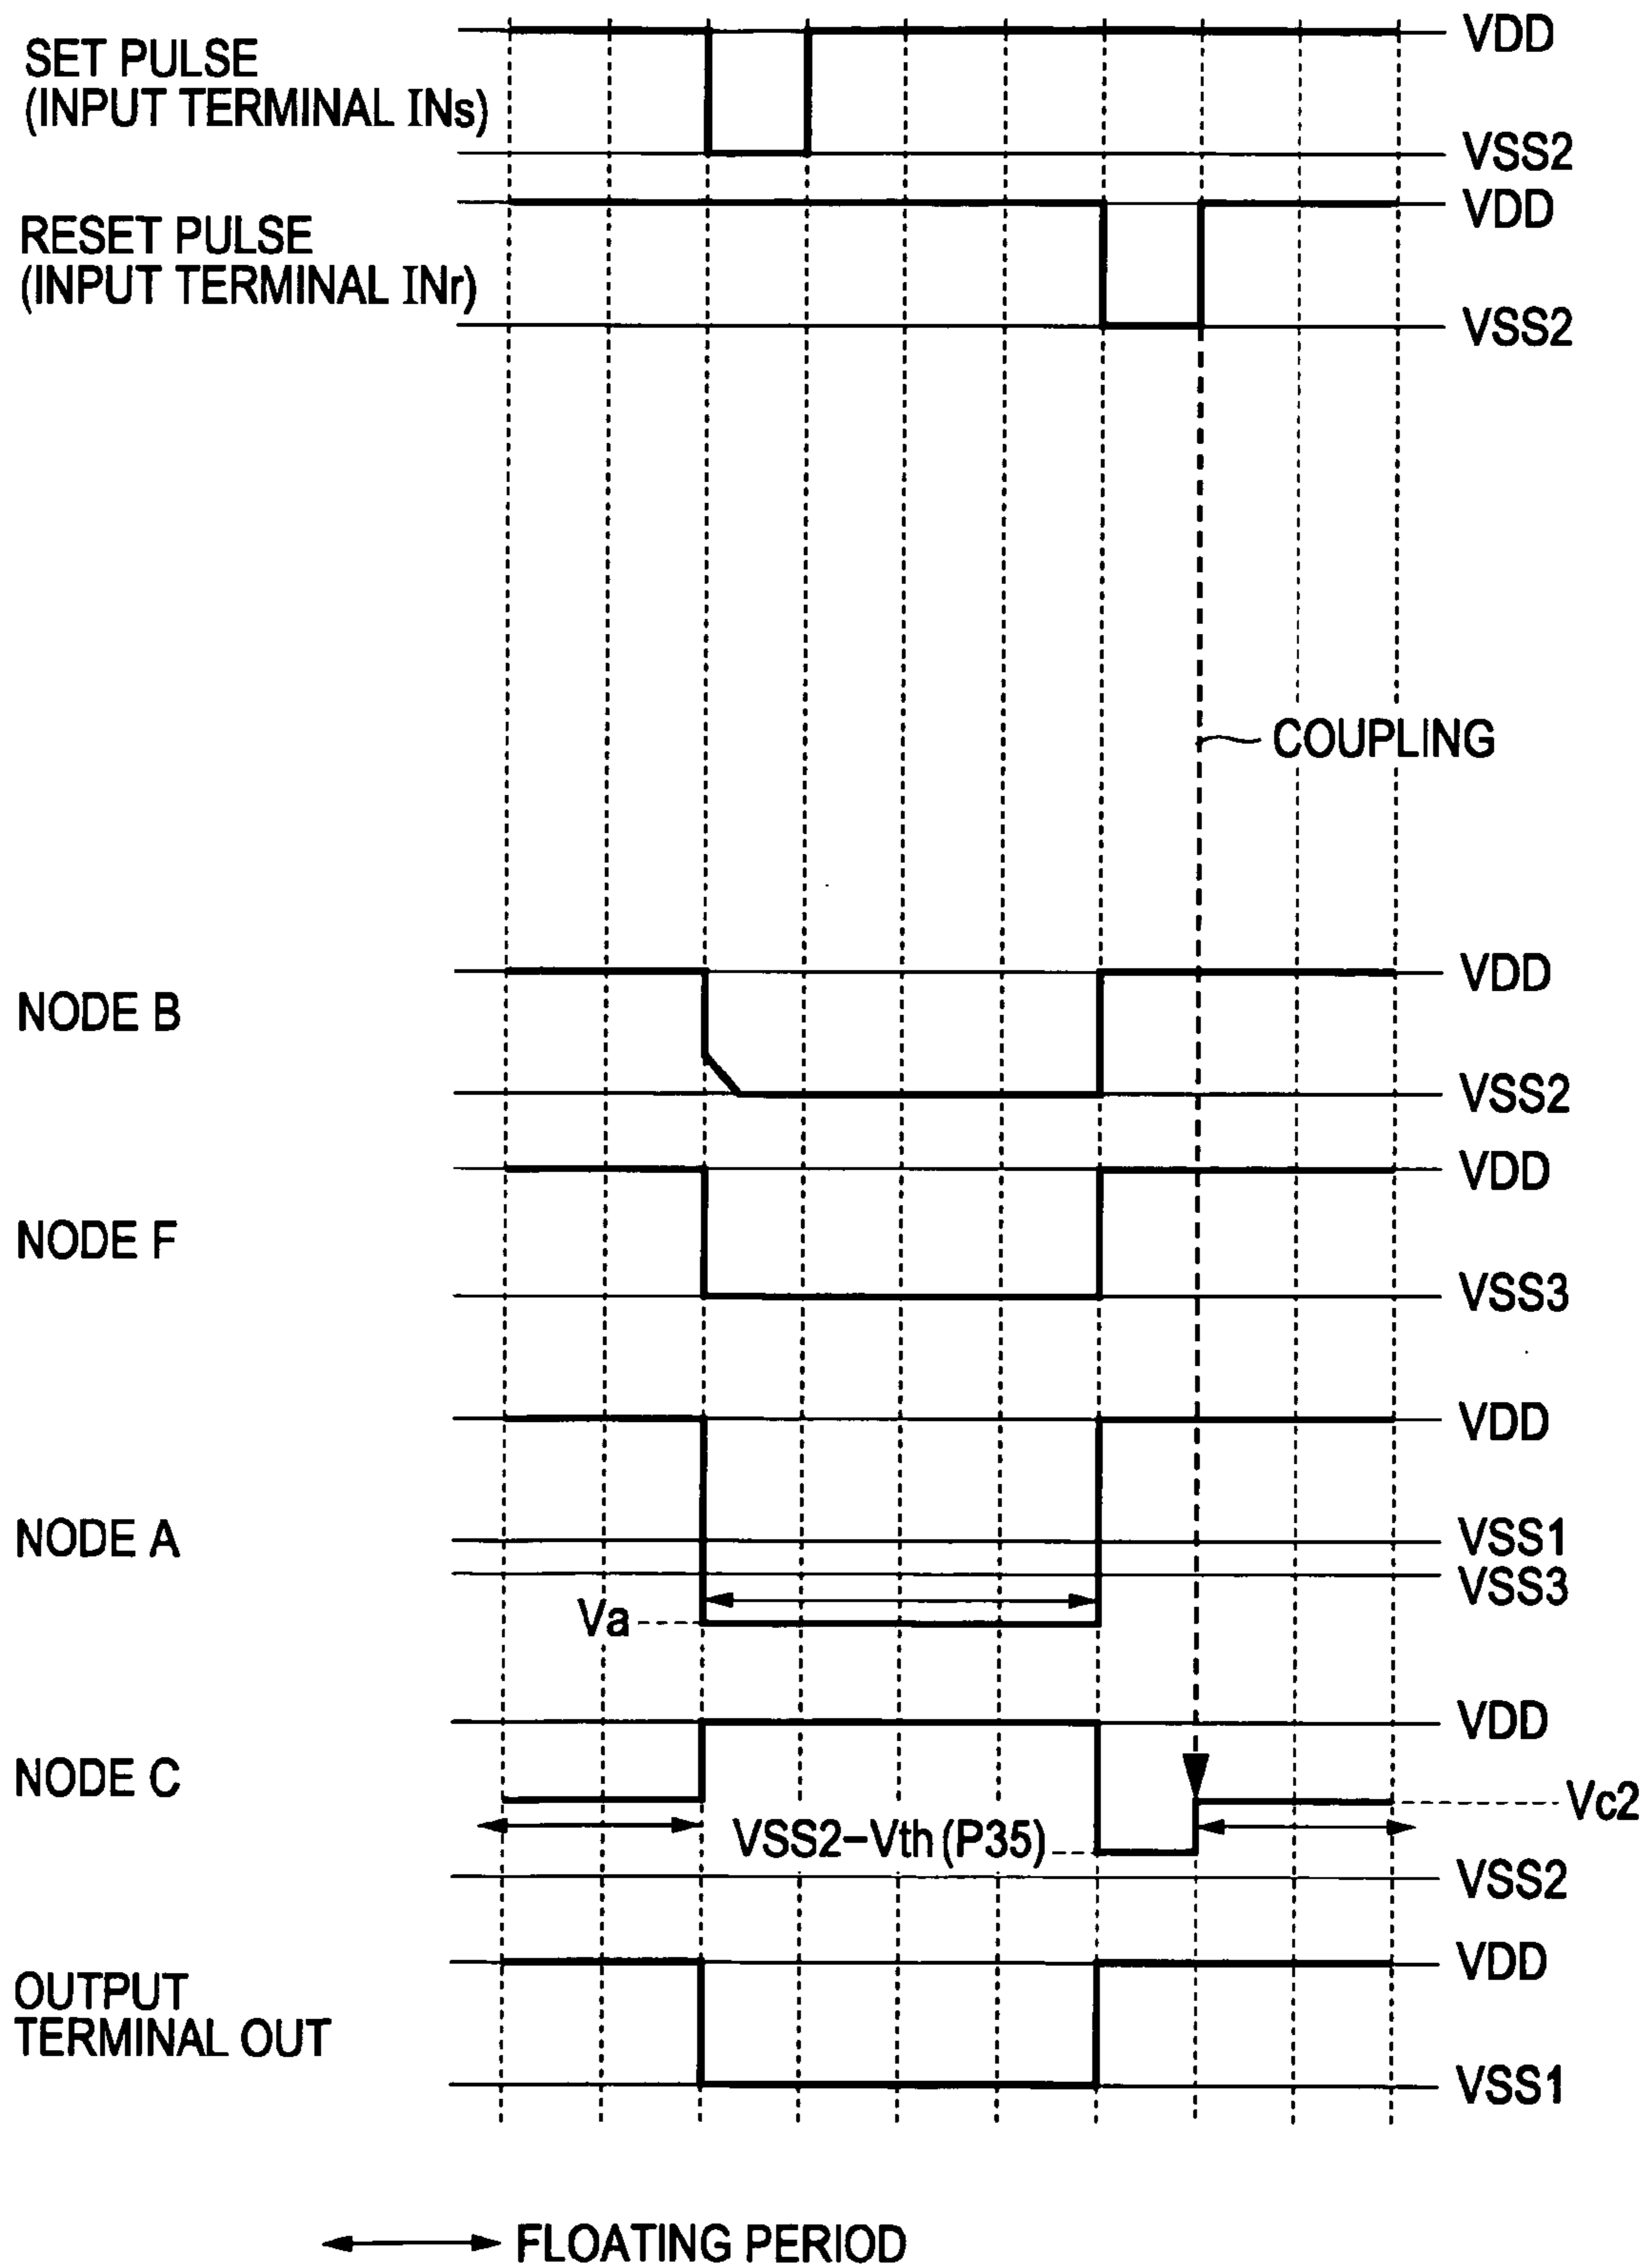 SET PULSE
(INPUT TERMINAL INs)
VDD
VSS2
RESET PULSE
(INPUT TERMINAL INr)
VDD
VSS2
COUPLING
NODE B
VDD
VSS2
NODE F
VDD
VSS3
NODE A
VDD
VSS1
VSS3
Va
NODE C
VDD
Vc2
VSS2-Vth (P35)
VSS2
OUTPUT
TERMINAL OUT
VDD
VSS1
FLOATING PERIOD